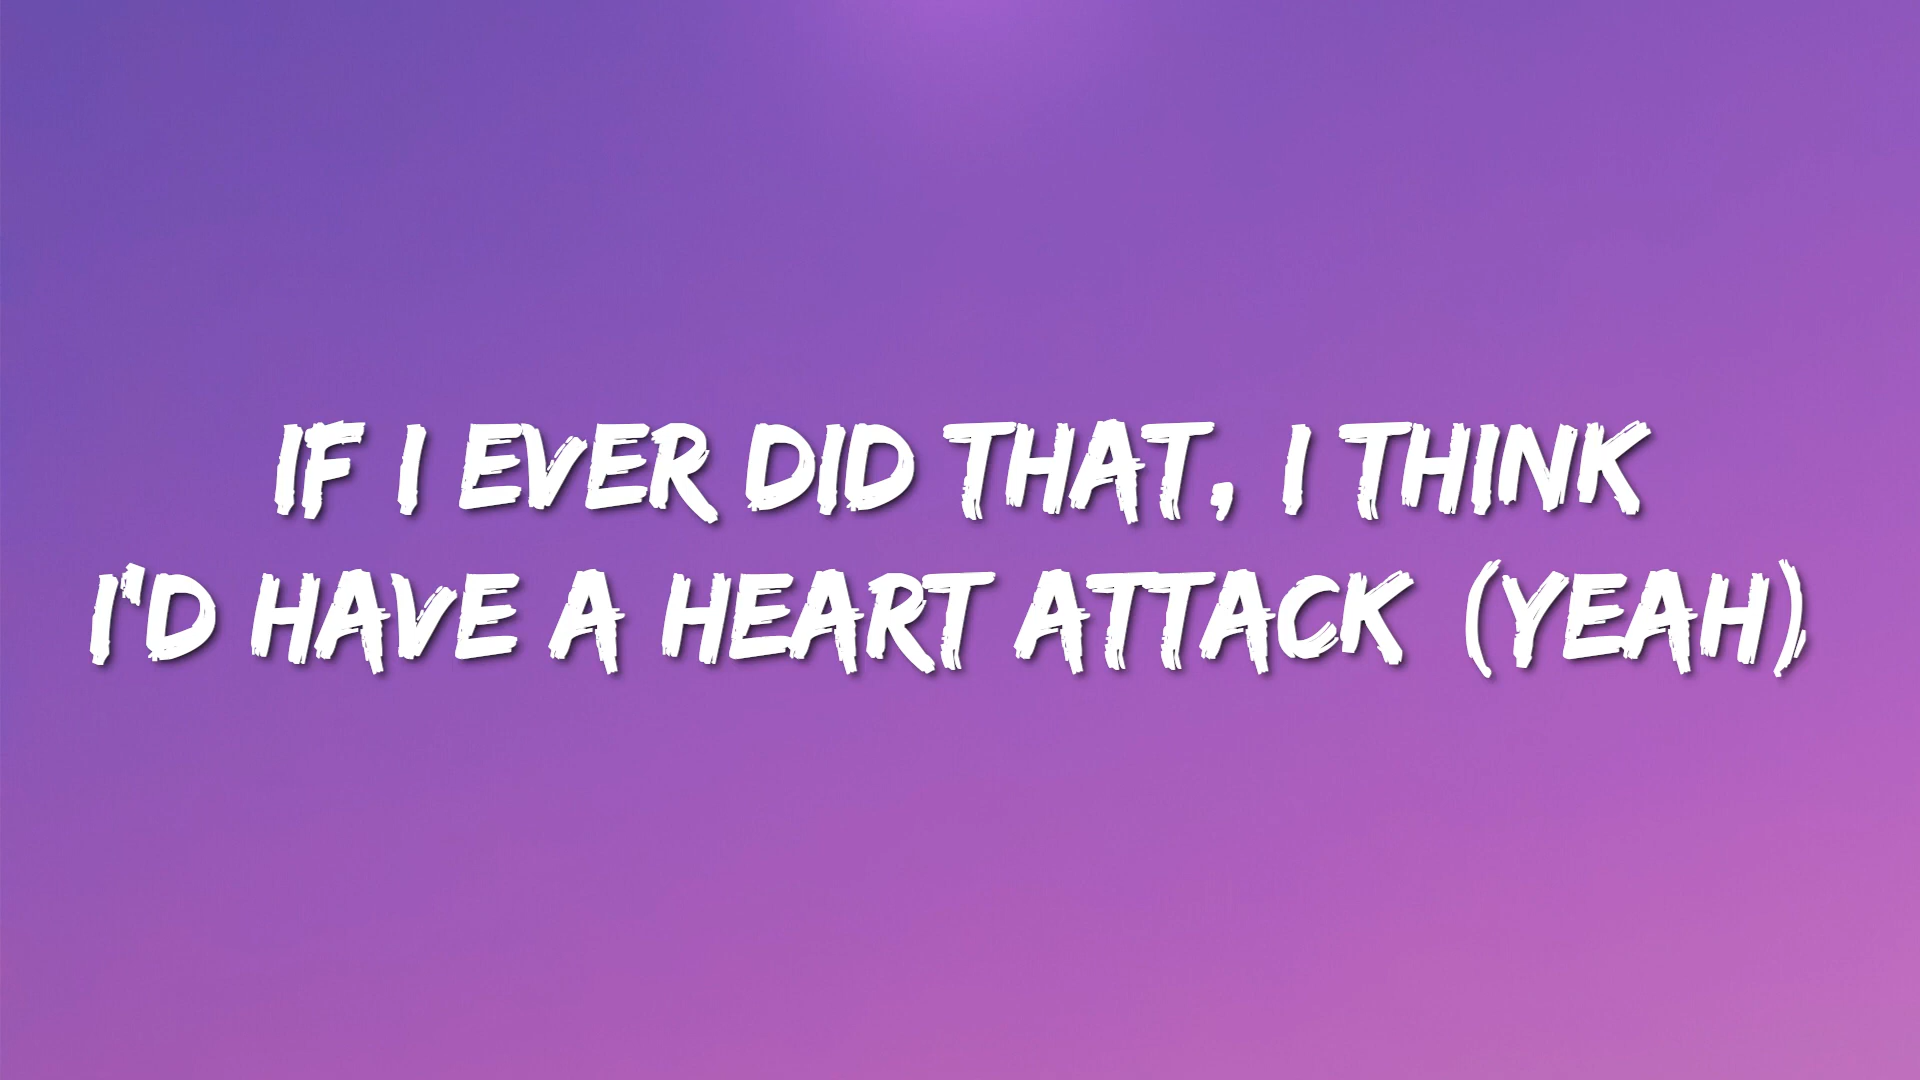 IF I EVER DID THAT, I THINK
I'D HAVE A HEART ATTACK (YEAH)